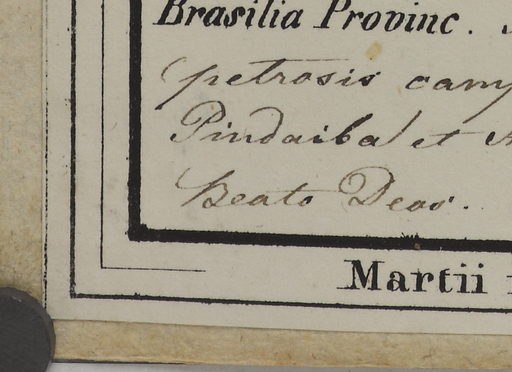 Brasilia Provinc.
petrosis camp
Pindaiba et
Beato Deos.
Martii